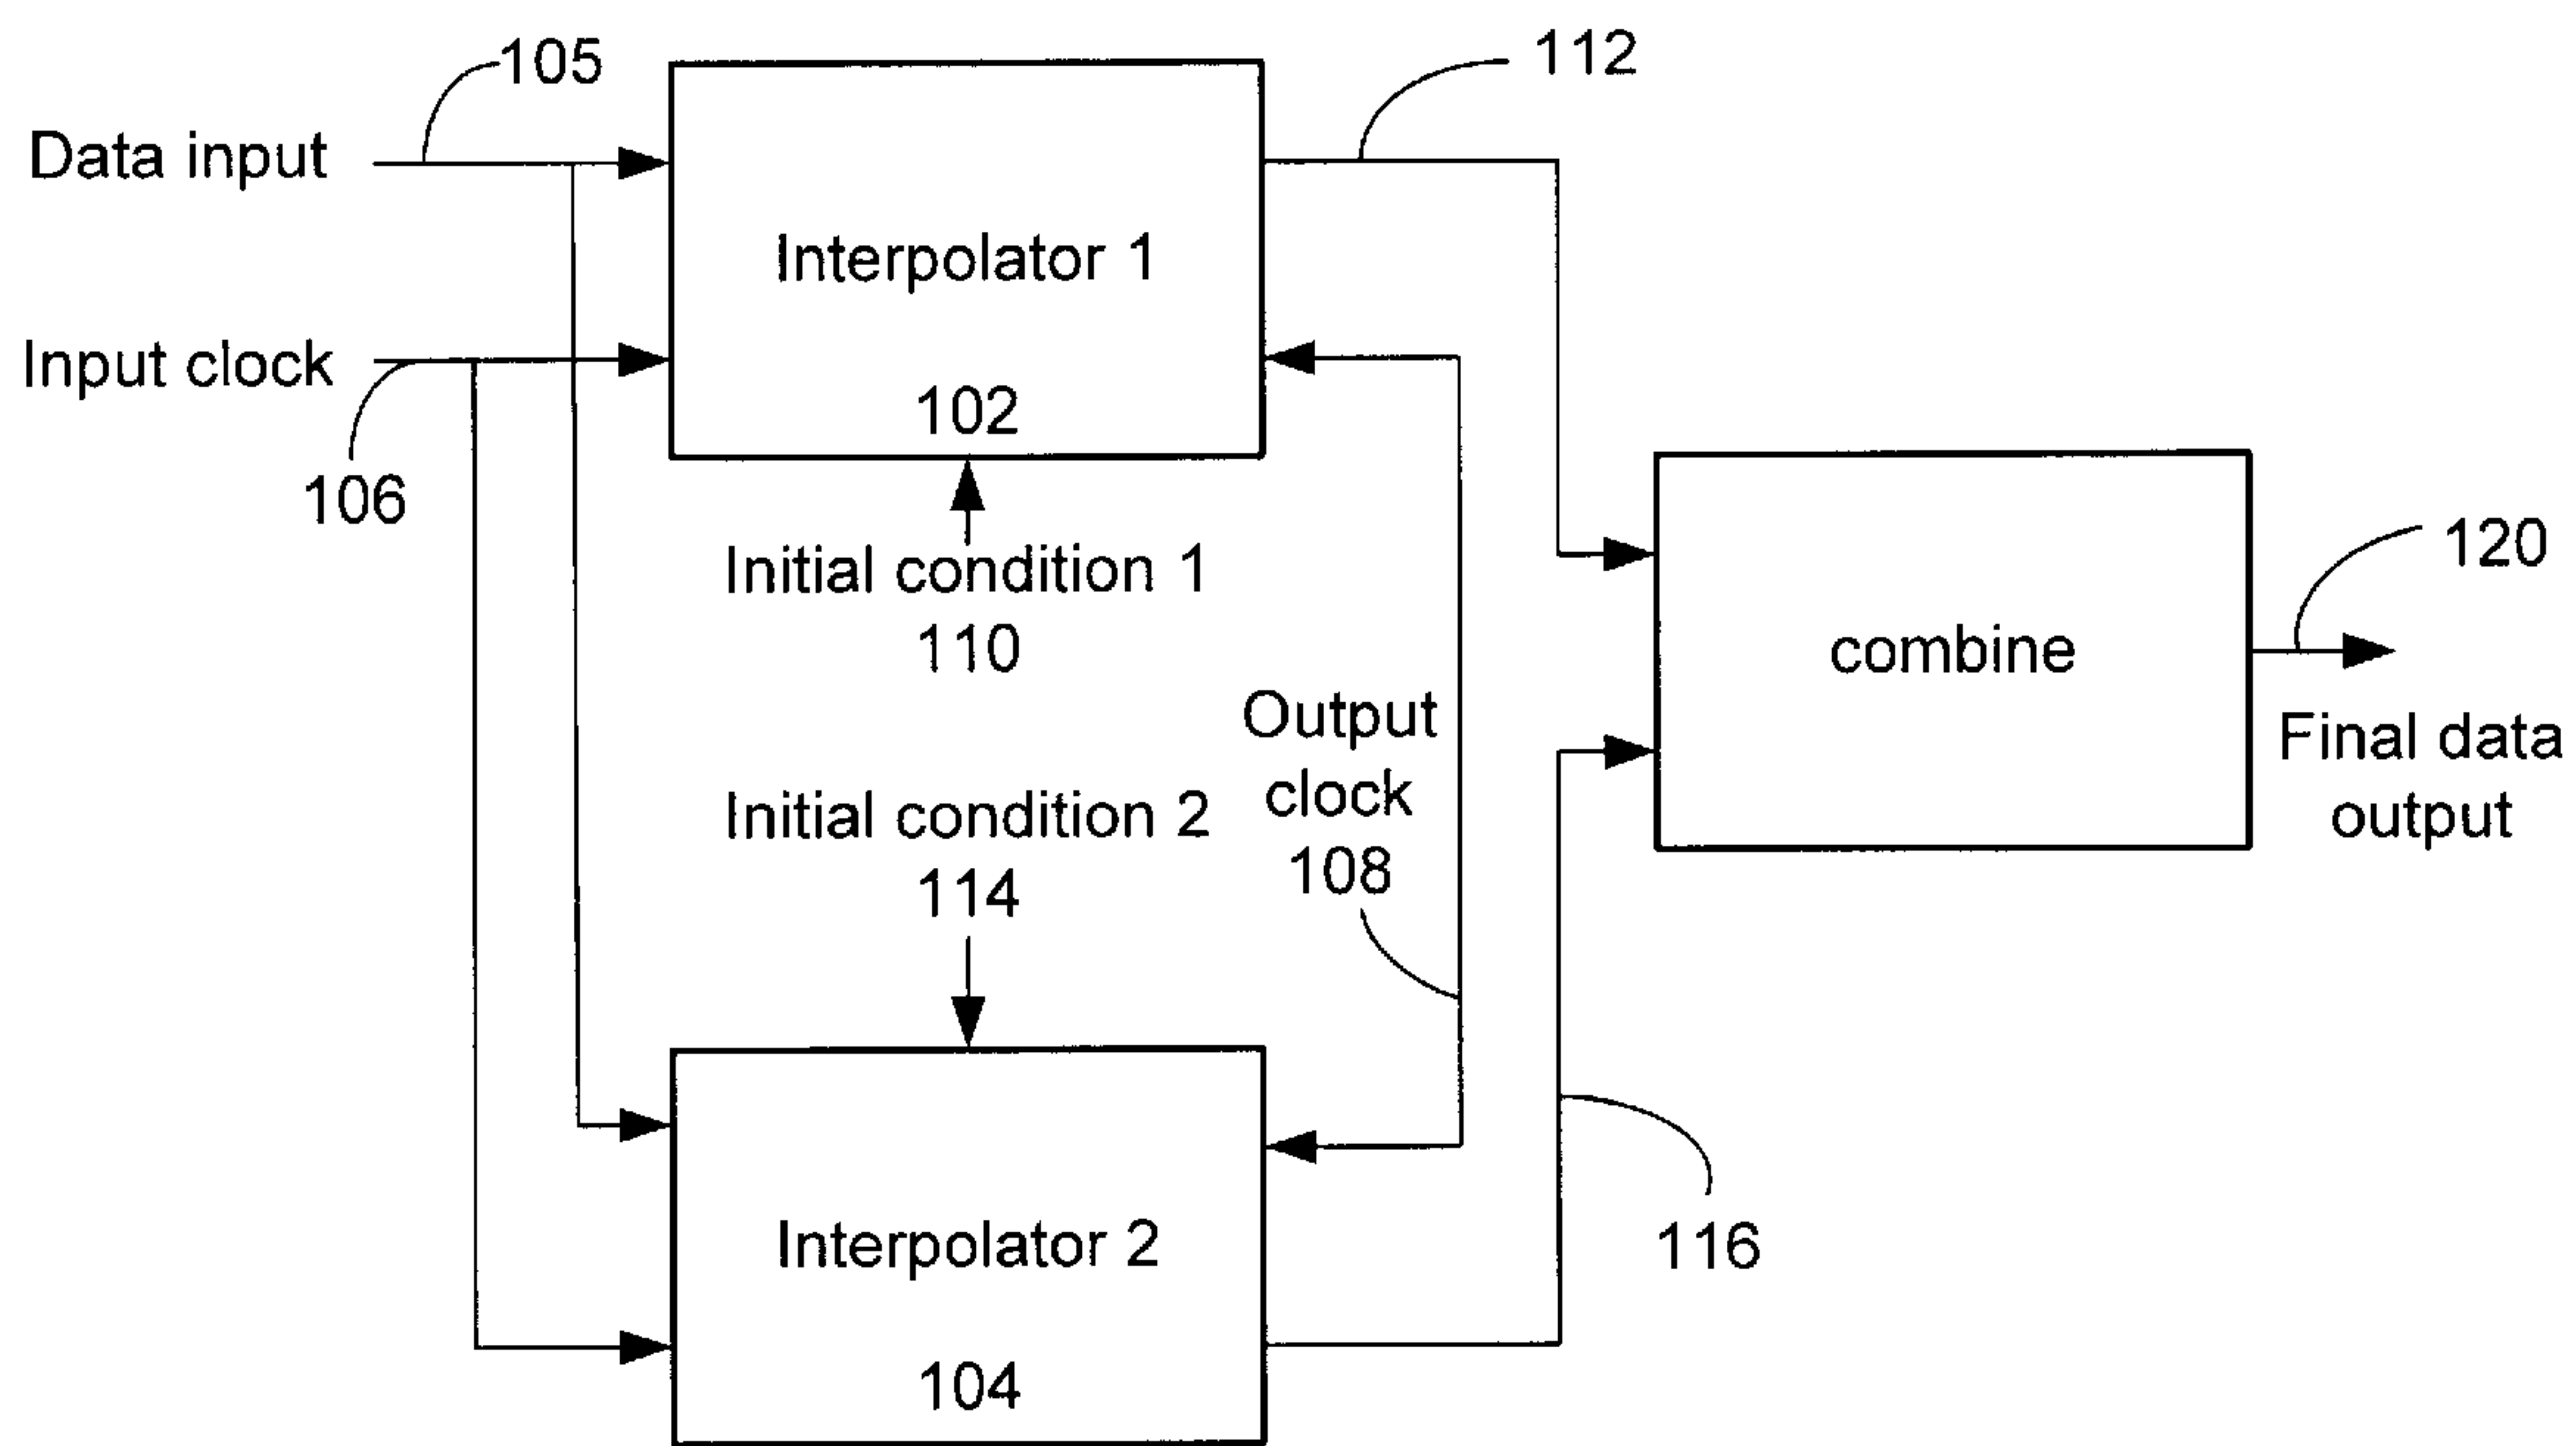 105
112
Data input
Interpolator 1
Input clock
102
106
Initial condition 1
110
120
combine
Output
clock
108
Final data
output
Initial condition 2
114
Interpolator 2
116
104